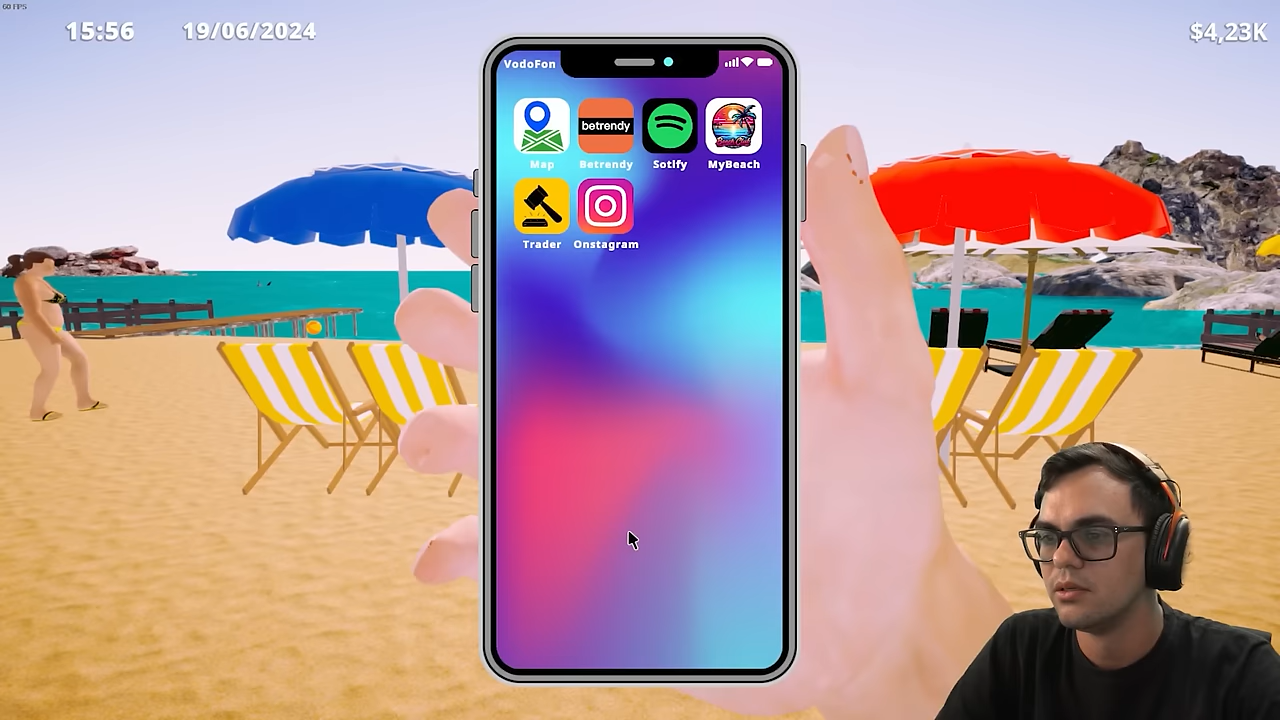 60 FPS
15:56 19/06/2024 $4,23K
VodoFon
betrendy
Map Betrendy Sotify MyBeach
Trader Onstagram